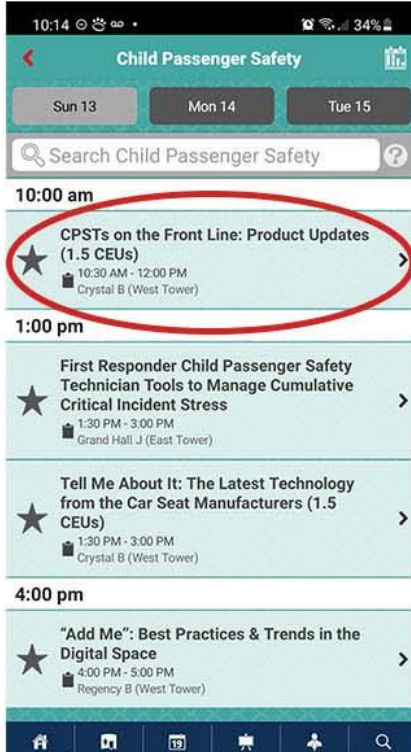 10:14
34%
Child Passenger Safety
Sun 13
Mon 14
Tue 15
Search Child Passenger Safety
?
10:00 am
CPSTs on the Front Line: Product Updates
(1.5 CEUs)
10:30 AM - 12:00 PM
Crystal B (West Tower)
1:00 pm
First Responder Child Passenger Safety
Technician Tools to Manage Cumulative
Critical Incident Stress
1:30 PM - 3:00 PM
Grand Hall J (East Tower)
Tell Me About It: The Latest Technology
from the Car Seat Manufacturers (1.5
CEUs)
1:30 PM - 3:00 PM
Crystal B (West Tower)
4:00 pm
“Add Me”: Best Practices & Trends in the
Digital Space
4:00 PM - 5:00 PM
Regency B (West Tower)
19